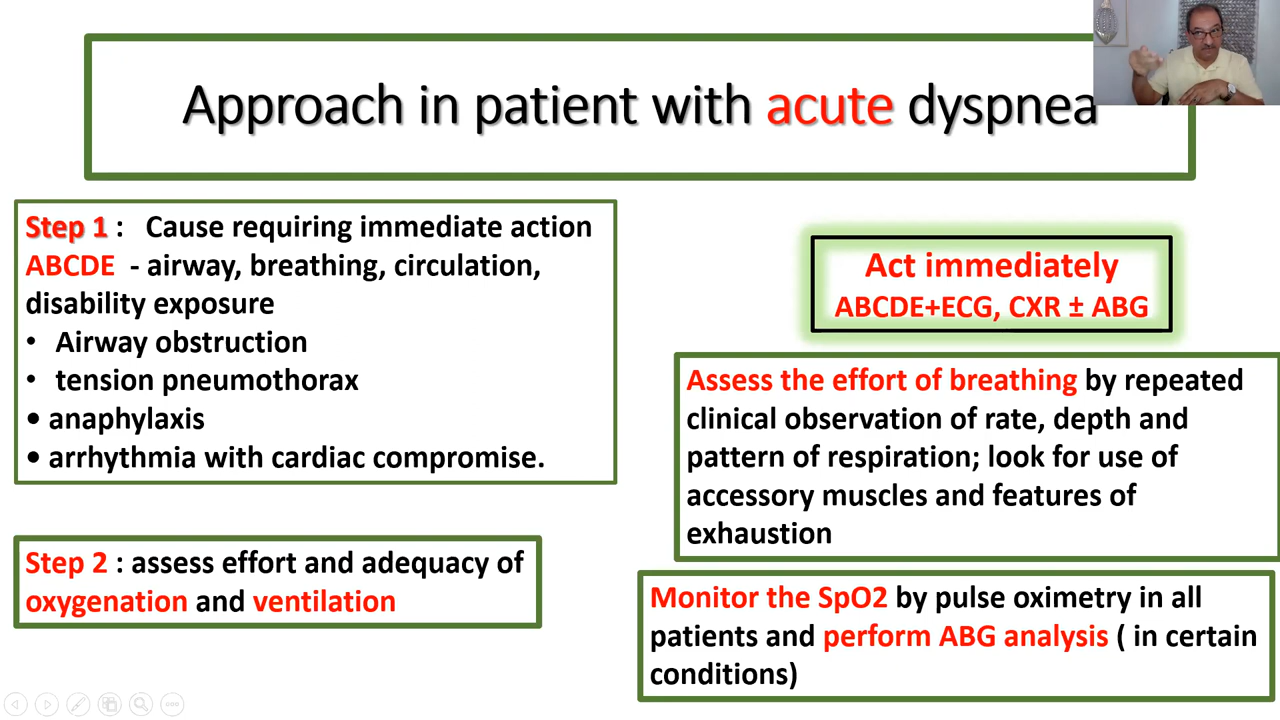 Approach in patient with acute dyspnea
Step 1 : Cause requiring immediate action
ABCDE - airway, breathing, circulation,
disability exposure
• Airway obstruction
• tension pneumothorax
• anaphylaxis
• arrhythmia with cardiac compromise.
Step 2 : assess effort and adequacy of
oxygenation and ventilation
Act immediately
ABCDE+ECG, CXR ± ABG
Assess the effort of breathing by repeated
clinical observation of rate, depth and
pattern of respiration; look for use of
accessory muscles and features of
exhaustion
Monitor the SpO2 by pulse oximetry in all
patients and perform ABG analysis ( in certain
conditions)